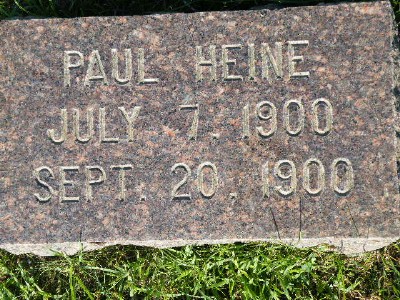 PAUL HEINE
JULY 7. 1900
SEPT. 20. 1900